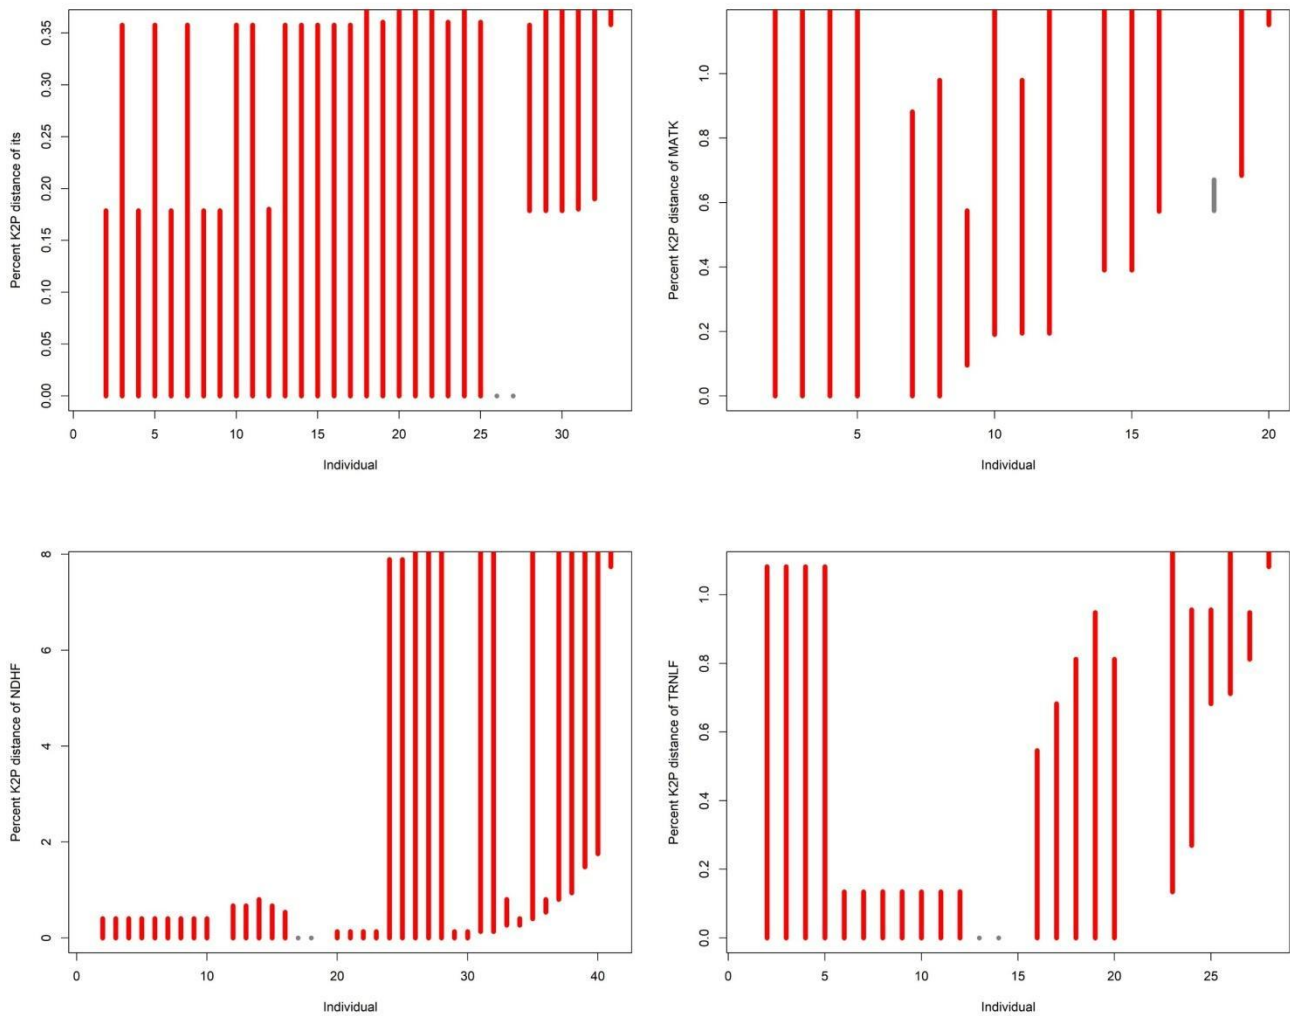 Percent K2P distance of its
0.35
0.30
0.25
0.20
0.15
0.10
0.05
0.00
0 5 10 15 20 25 30
Individual
Percent K2P distance of MATK
1.0
0.8
0.6
0.4
0.2
0.0
5 10 15 20
Individual
Percent K2P distance of NDHF
8
6
4
2
0
0 10 20 30 40
Individual
Percent K2P distance of TRNLF
1.0
0.8
0.6
0.4
0.2
0.0
0 5 10 15 20 25
Individual